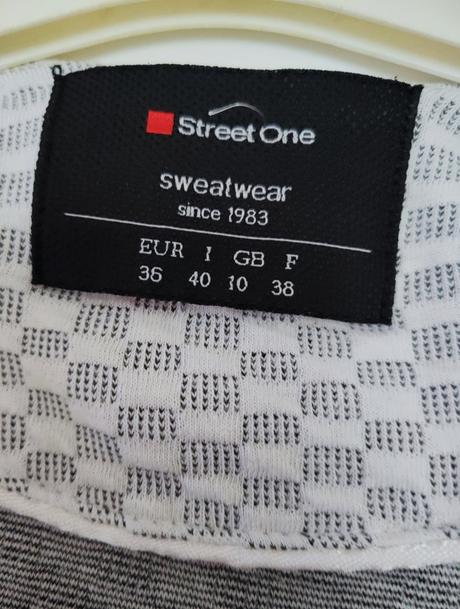 Street One
sweatwear
since 1983
EUR I GB F
36 40 10 38